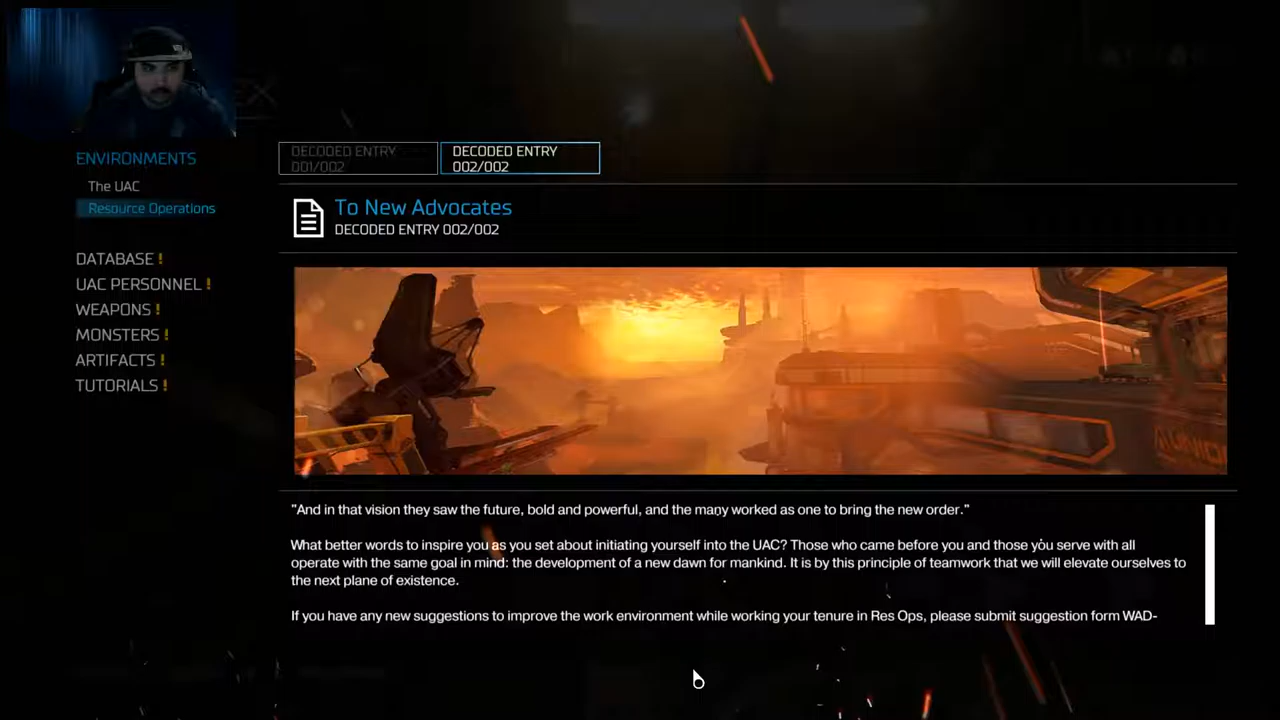 ENVIRONMENTS
The UAC
Resource Operations
DATABASE !
UAC PERSONNEL !
WEAPONS !
MONSTERS !
ARTIFACTS !
TUTORIALS !
DECODED ENTRY
001/002
DECODED ENTRY
002/002
To New Advocates
DECODED ENTRY 002/002
"And in that vision they saw the future, bold and powerful, and the many worked as one to bring the new order."
What better words to inspire you as you set about initiating yourself into the UAC? Those who came before you and those you serve with all
operate with the same goal in mind: the development of a new dawn for mankind. It is by this principle of teamwork that we will elevate ourselves to
the next plane of existence.
If you have any new suggestions to improve the work environment while working your tenure in Res Ops, please submit suggestion form WAD-